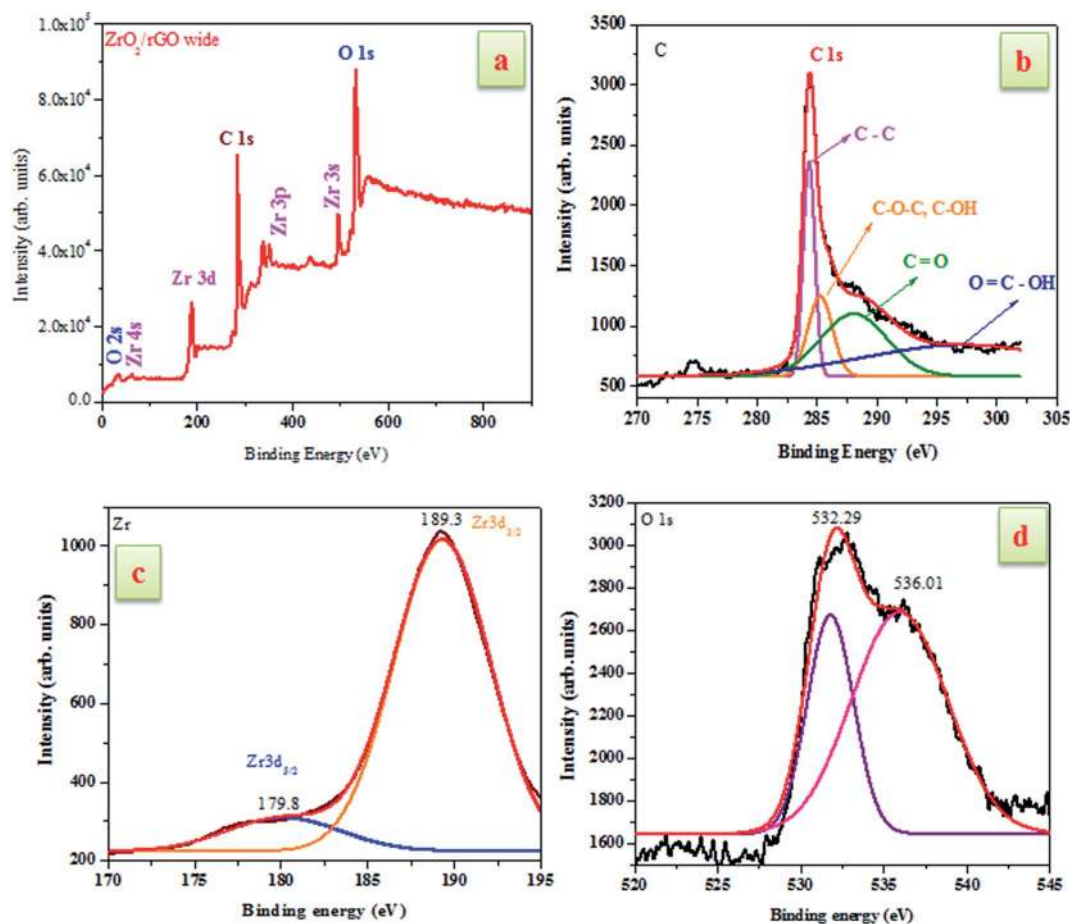 ZrO₂/rGO wide
a
O 1s
C 1s
Zr 3s
Zr 3p
Zr 3d
O 2s
Zr 4s
1.0x10⁵
8.0x10⁴
6.0x10⁴
4.0x10⁴
2.0x10⁴
0.0
Intensity (arb. units)
0 200 400 600 800
Binding Energy (eV)
C
C 1s
b
C - C
C-O-C, C-OH
C = O
O = C - OH
3500
3000
2500
2000
1500
1000
500
Intensity (arb. units)
270 275 280 285 290 295 300 305
Binding Energy (eV)
Zr
189.3
Zr3d₃/₂
c
Zr3d₅/₂
179.8
1000
800
600
400
200
Intensity (arb. units)
170 175 180 185 190 195
Binding energy (eV)
O 1s
532.29
d
536.01
3200
3000
2800
2600
2400
2200
2000
1800
1600
1400
Intensity (arb. units)
520 525 530 535 540 545
Binding energy (eV)